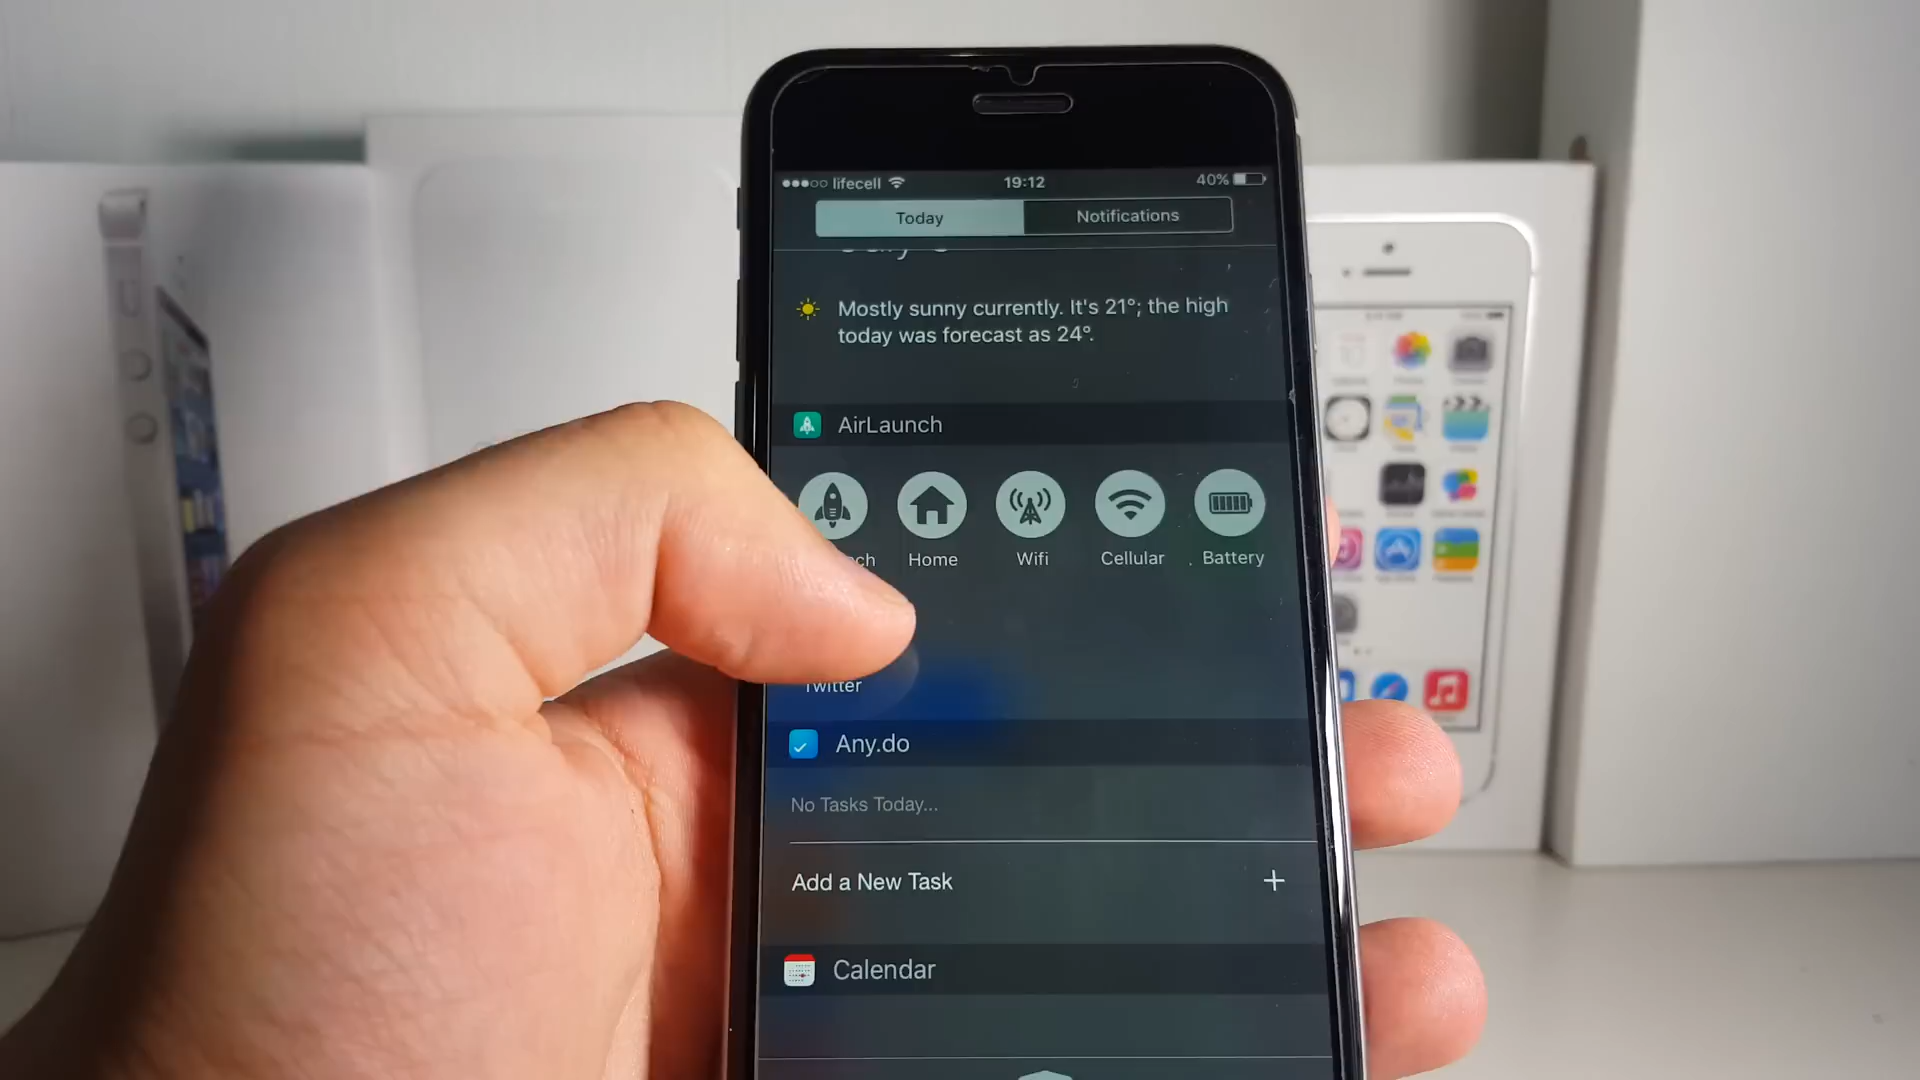 lifecell 19:12 40%
Today Notifications
Mostly sunny currently. It's 21°; the high
today was forecast as 24°.
AirLaunch
Home Wifi Cellular Battery
Twitter
Any.do
No Tasks Today...
Add a New Task +
Calendar